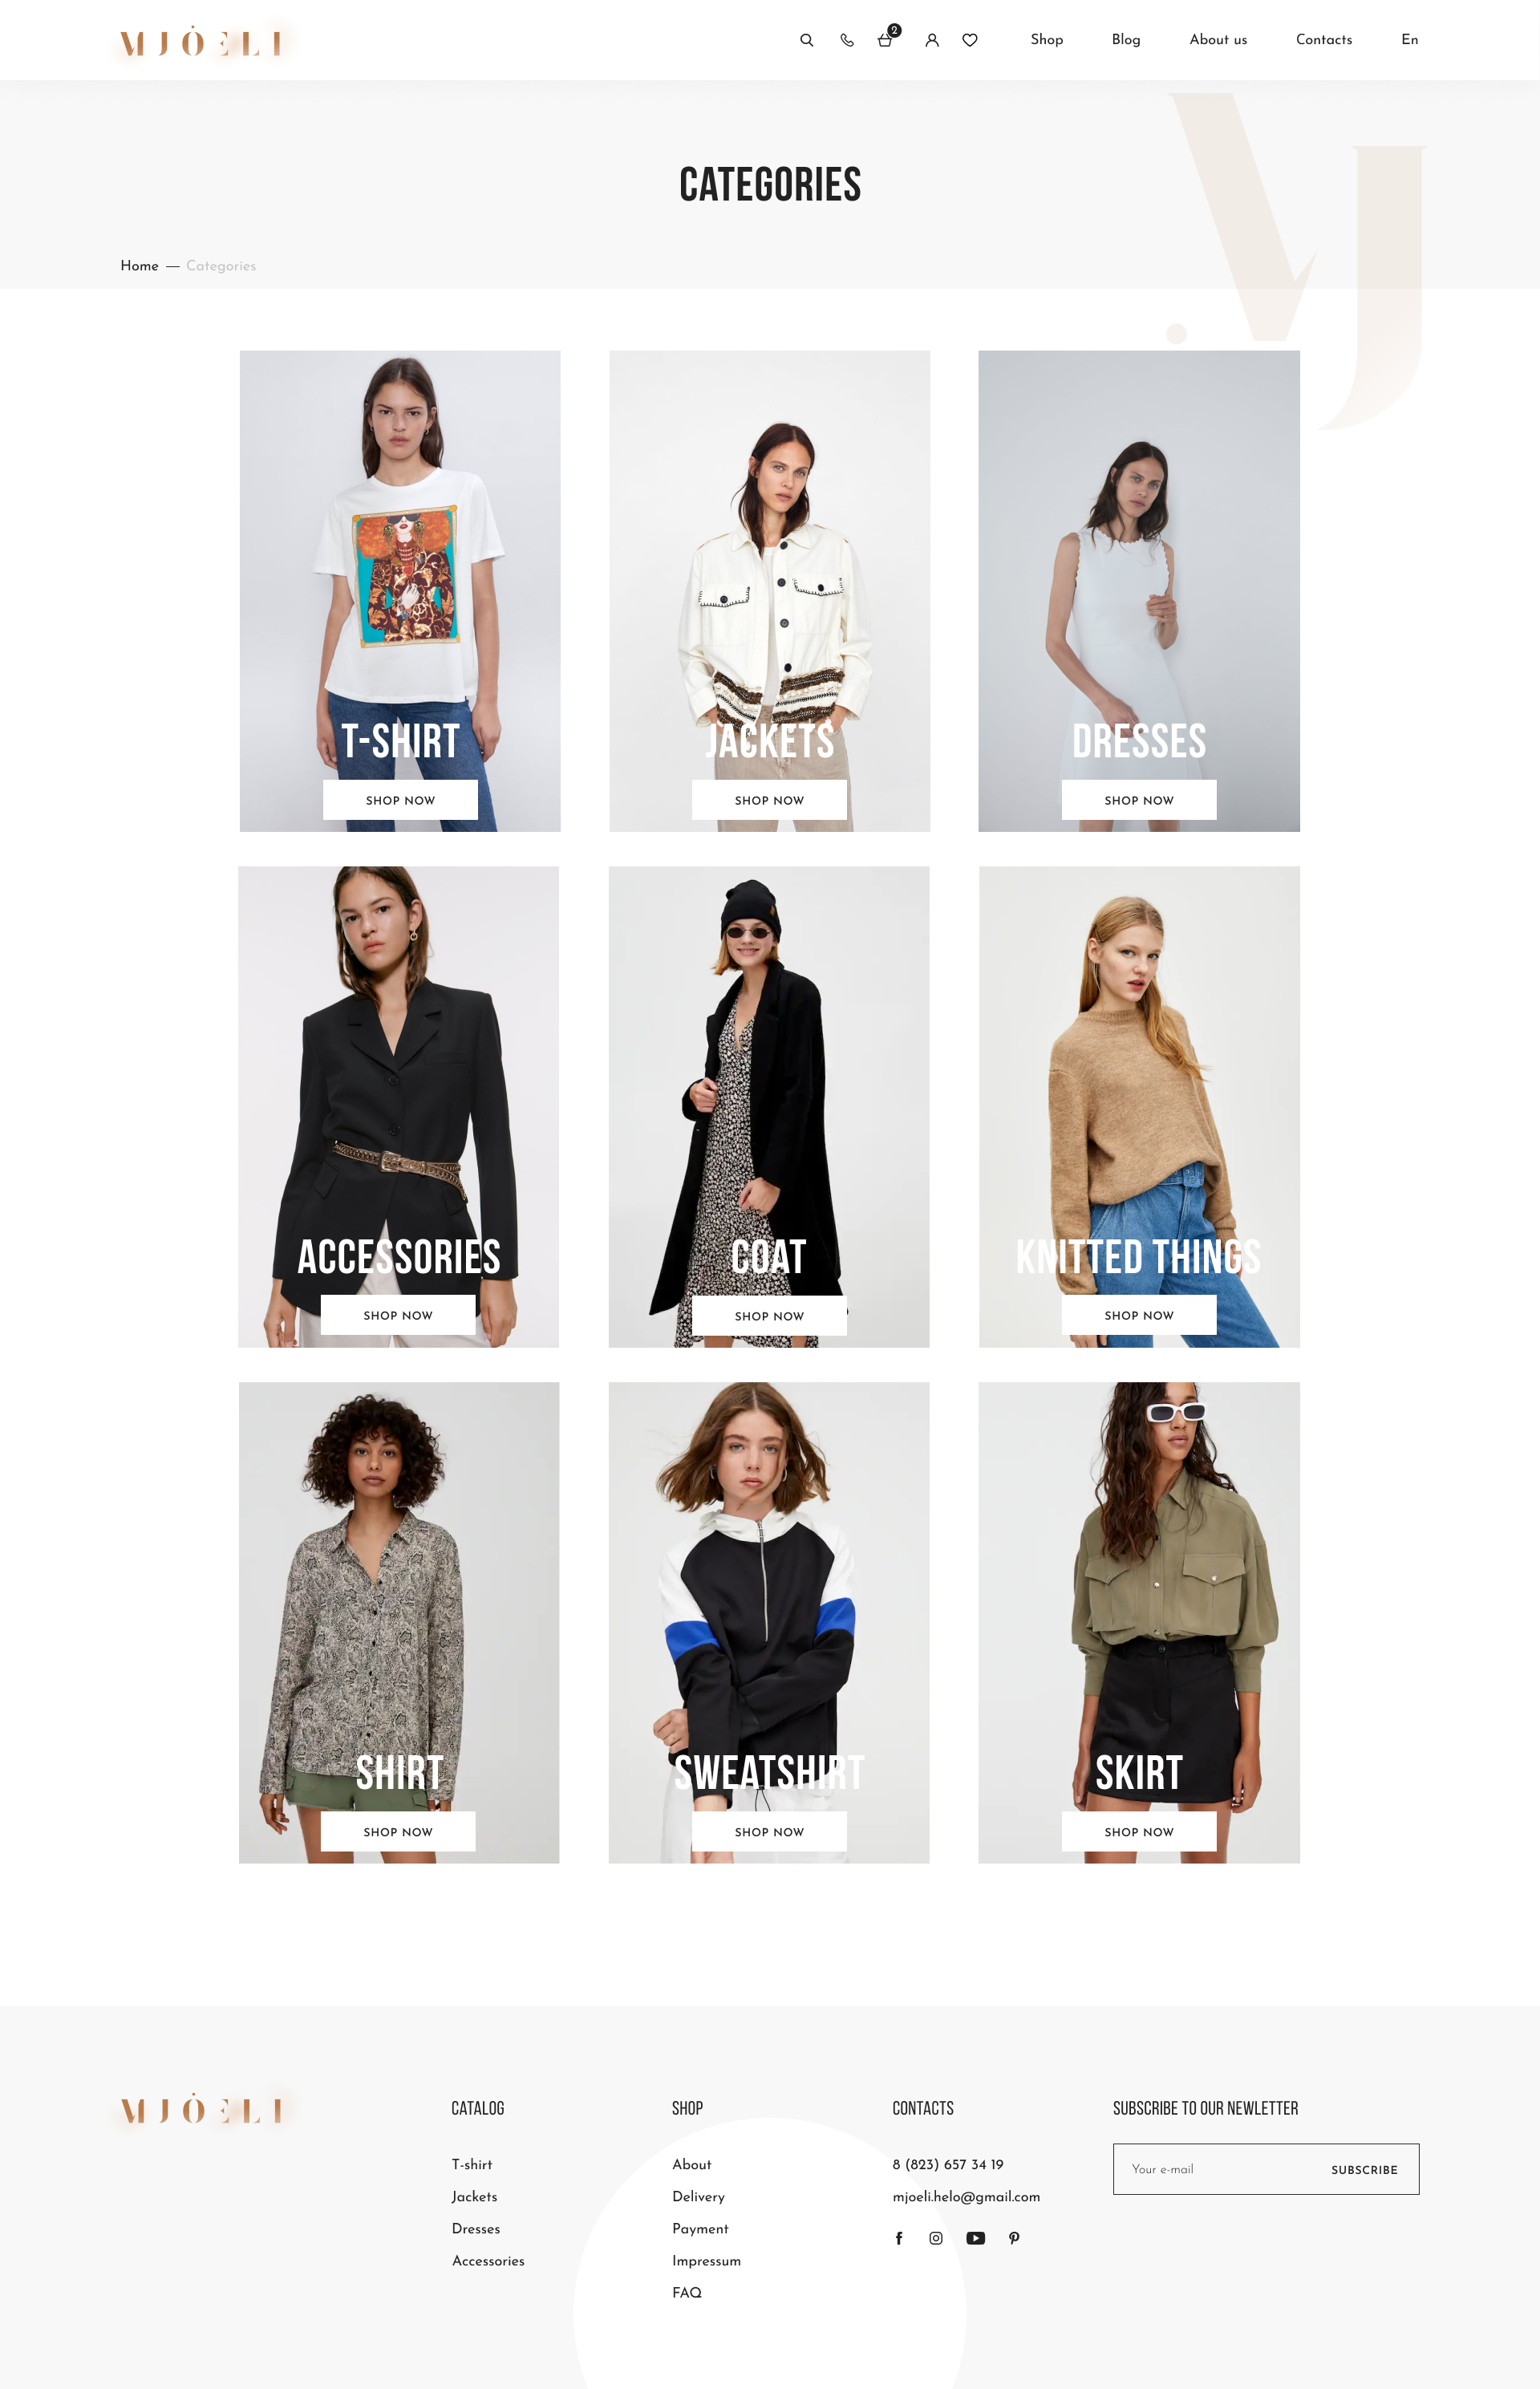 MJÓELI
2
Shop
Blog
About us
Contacts
En
MJ
CATEGORIES
Home — Categories
T-SHIRT
JACKETS
DRESSES
SHOP NOW
SHOP NOW
SHOP NOW
ACCESSORIES
COAT
KNITTED THINGS
SHOP NOW
SHOP NOW
SHOP NOW
SHIRT
SWEATSHIRT
SKIRT
SHOP NOW
SHOP NOW
SHOP NOW
MJÓELI
CATALOG
T-shirt
Jackets
Dresses
Accessories
SHOP
About
Delivery
Payment
Impressum
FAQ
CONTACTS
8 (823) 657 34 19
mjoeli.helo@gmail.com
SUBSCRIBE TO OUR NEWLETTER
Your e-mail
SUBSCRIBE